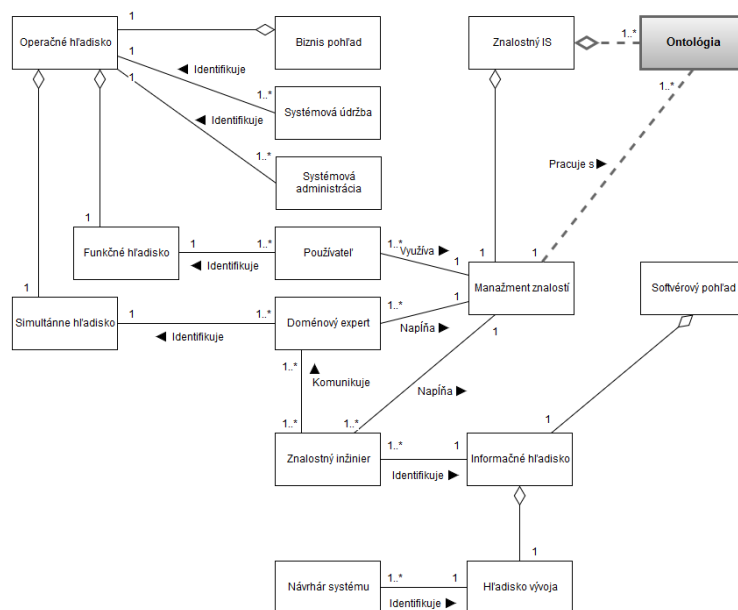 1
1..*
Operačné hľadisko
Biznis pohľad
Znalostný IS
Ontológia
1
◄ Identifikuje
1
1..*
1..*
Systémová údržba
◄ Identifikuje
1..*
Systémová
administrácia
Pracuje s ►
1
1
1..*
1..*
Využíva ►
1
1
Funkčné hľadisko
Používateľ
◄ Identifikuje
1
Manažment znalostí
Softvérový pohľad
1
1
1..*
1..*
1
Simultánne hľadisko
Doménový expert
◄ Identifikuje
Napĺňa ►
1
1..*
▲
Komunikuje
Napĺňa ►
1..*
1..*
1
1..*
1
Znalostný inžinier
Informačné hľadisko
Identifikuje ►
1
1..*
1
Návrhár systému
Hľadisko vývoja
Identifikuje ►